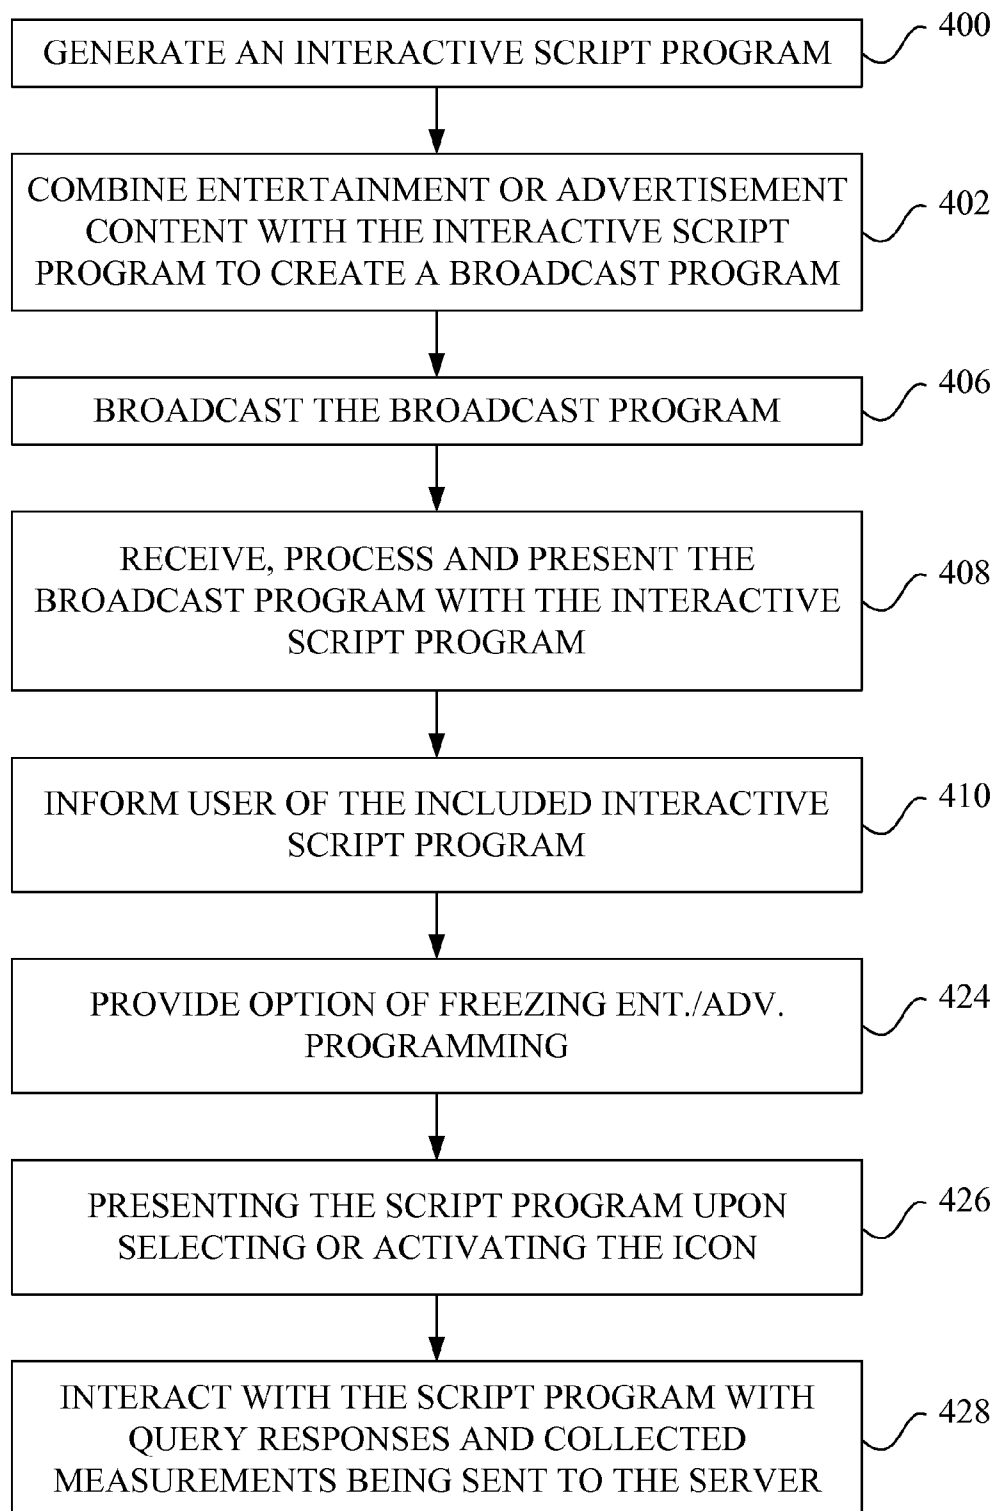 GENERATE AN INTERACTIVE SCRIPT PROGRAM
400
COMBINE ENTERTAINMENT OR ADVERTISEMENT
CONTENT WITH THE INTERACTIVE SCRIPT
PROGRAM TO CREATE A BROADCAST PROGRAM
402
BROADCAST THE BROADCAST PROGRAM
406
RECEIVE, PROCESS AND PRESENT THE
BROADCAST PROGRAM WITH THE INTERACTIVE
SCRIPT PROGRAM
408
INFORM USER OF THE INCLUDED INTERACTIVE
SCRIPT PROGRAM
410
PROVIDE OPTION OF FREEZING ENT./ADV.
PROGRAMMING
424
PRESENTING THE SCRIPT PROGRAM UPON
SELECTING OR ACTIVATING THE ICON
426
INTERACT WITH THE SCRIPT PROGRAM WITH
QUERY RESPONSES AND COLLECTED
MEASUREMENTS BEING SENT TO THE SERVER
428